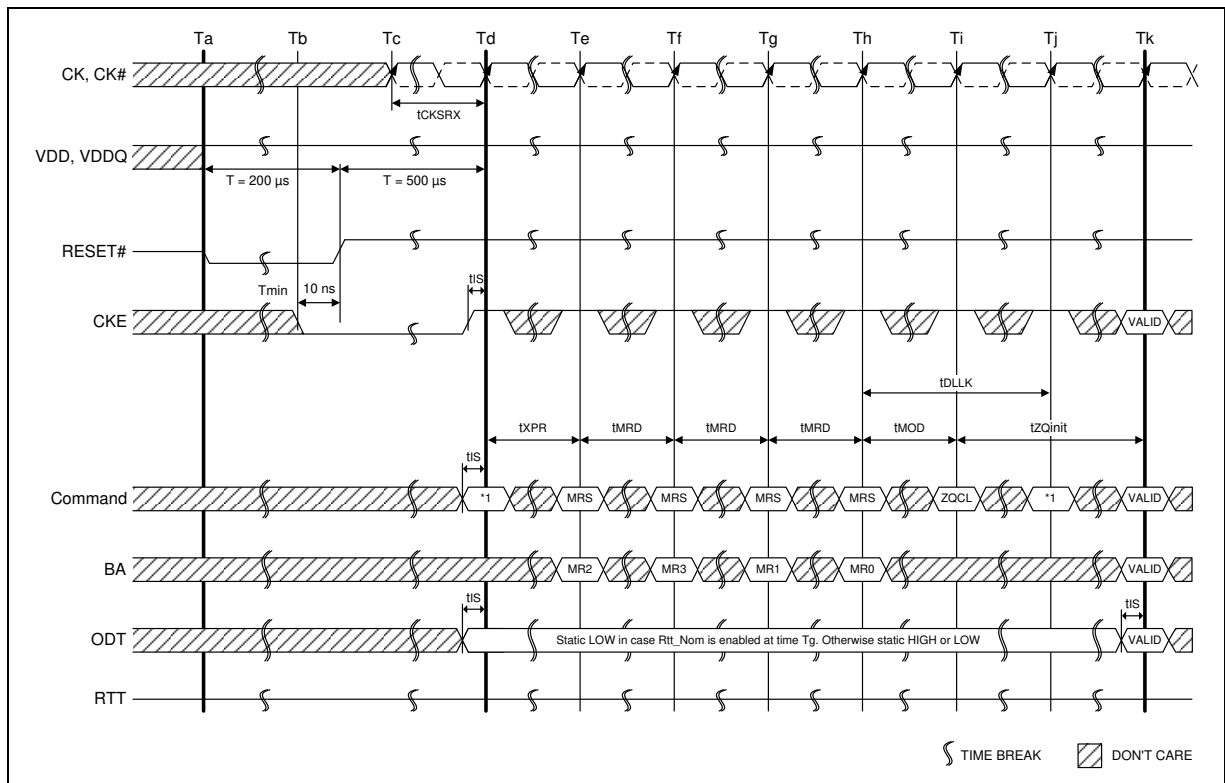 Ta Tb Tc Td Te Tf Tg Th Ti Tj Tk
CK, CK#
tCKSRX
VDD, VDDQ
T = 200 µs T = 500 µs
RESET#
Tmin 10 ns tIS
CKE VALID
tDLLK
tXPR tMRD tMRD tMRD tMOD tZQinit
tIS
Command *1 MRS MRS MRS MRS ZQCL *1 VALID
BA MR2 MR3 MR1 MR0 VALID
tIS tIS
ODT Static LOW in case Rtt_Nom is enabled at time Tg. Otherwise static HIGH or LOW VALID
RTT
TIME BREAK DON'T CARE